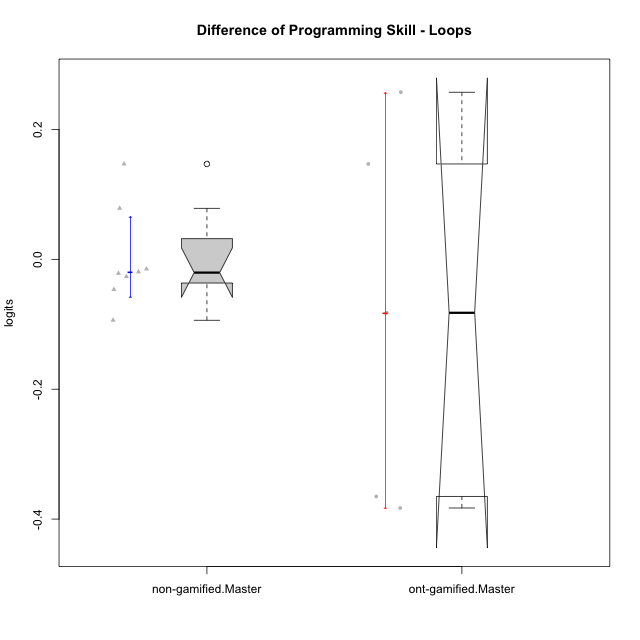 Difference of Programming Skill - Loops
logits
0.2
0.0
-0.2
-0.4
non-gamified.Master
ont-gamified.Master